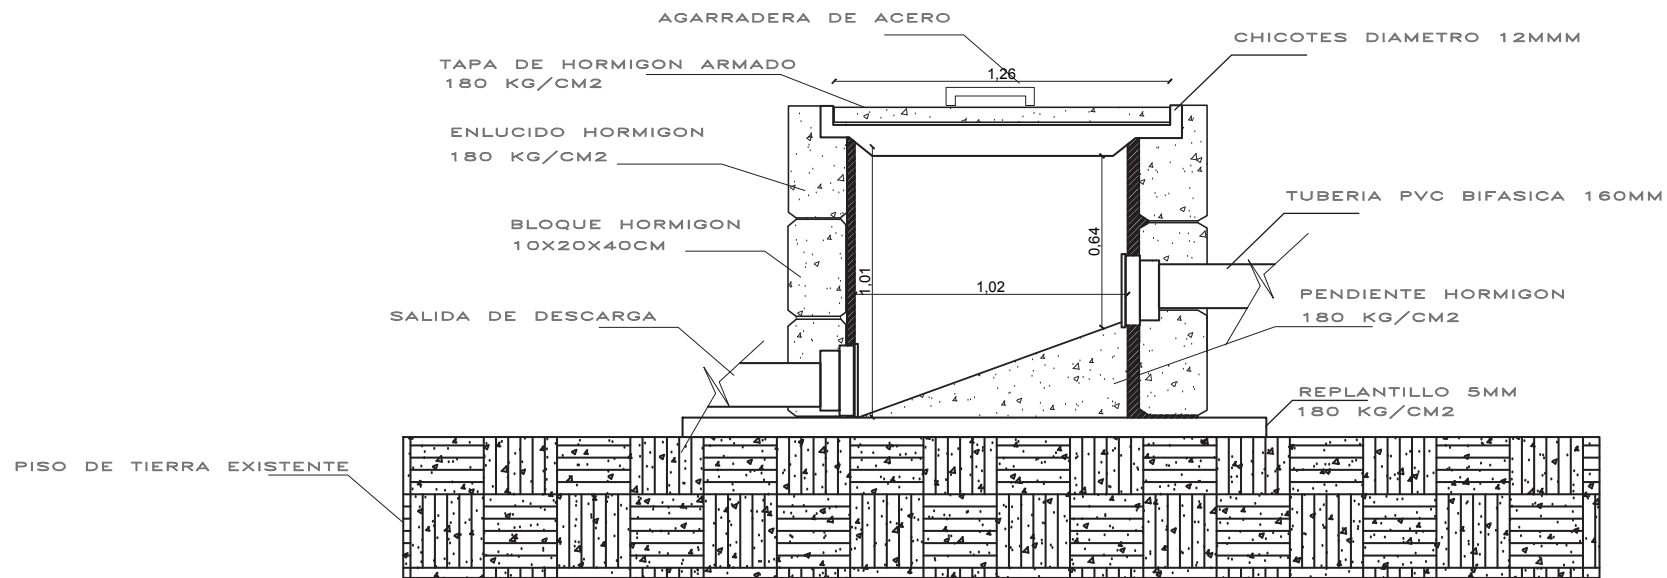 AGARRADERA DE ACERO
CHICOTES DIAMETRO 12MMM
TAPA DE HORMIGON ARMADO
180 KG/CM2
1,26
ENLUCIDO HORMIGON
180 KG/CM2
TUBERIA PVC BIFASICA 160MM
BLOQUE HORMIGON
10X20X40CM
0,64
1,01
1,02
PENDIENTE HORMIGON
180 KG/CM2
SALIDA DE DESCARGA
REPLANTILLO 5MM
180 KG/CM2
PISO DE TIERRA EXISTENTE